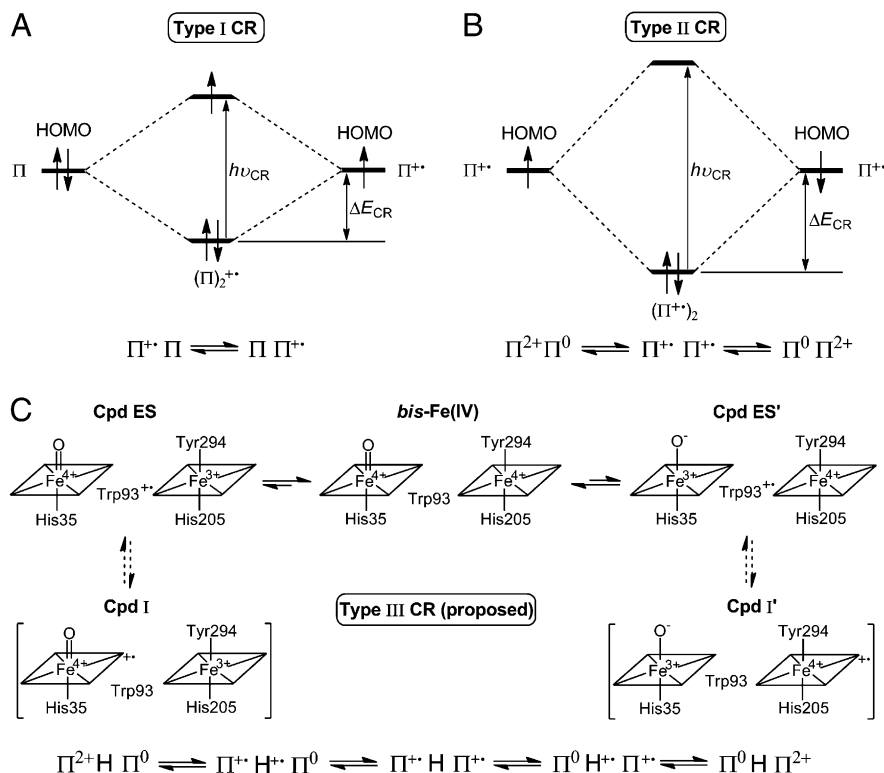 A
Type I CR
HOMO
Π
hυCR
HOMO
Π+•
ΔECR
(Π)2+•
Π+• Π ⇌ Π Π+•
B
Type II CR
HOMO
Π+•
hυCR
HOMO
Π+•
ΔECR
(Π+•)2
Π2+Π0 ⇌ Π+• Π+• ⇌ Π0 Π2+
C
Cpd ES
O
Fe4+
His35
Trp93+•
Tyr294
Fe3+
His205
bis-Fe(IV)
O
Fe4+
His35
Trp93
Tyr294
Fe4+
His205
Cpd ES'
O-
Fe3+
His35
Trp93+•
Tyr294
Fe4+
His205
Cpd I
O
Fe4+
+•
His35
Trp93
Tyr294
Fe3+
His205
Type III CR (proposed)
Cpd I'
O-
Fe3+
His35
Trp93
Tyr294
Fe4+
+•
His205
Π2+H Π0 ⇌ Π+• H+• Π0 ⇌ Π+• H Π+• ⇌ Π0 H+• Π+• ⇌ Π0 H Π2+